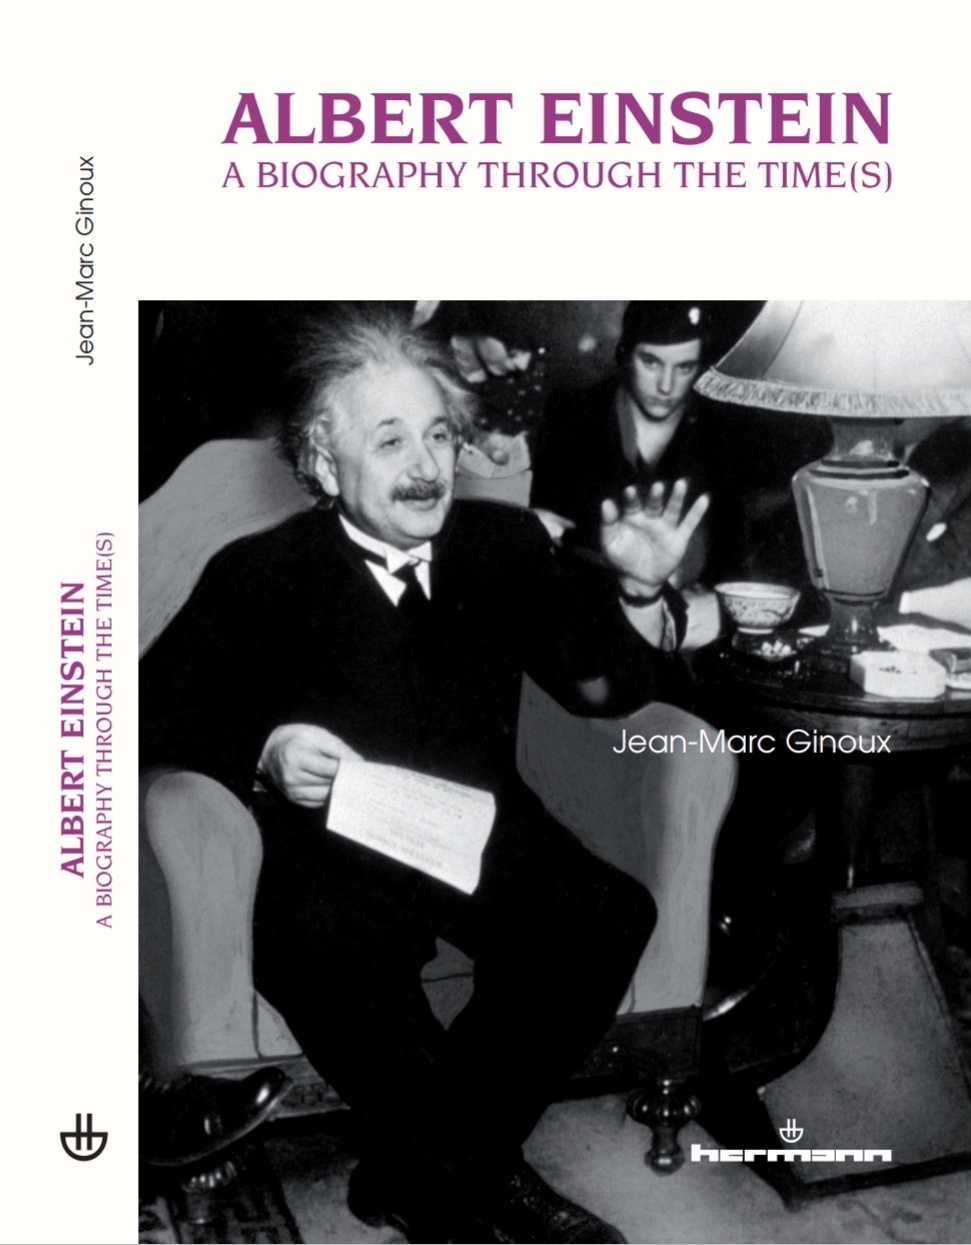 Jean-Marc Ginoux
ALBERT EINSTEIN
A BIOGRAPHY THROUGH THE TIME(S)
ALBERT EINSTEIN
A BIOGRAPHY THROUGH THE TIME(S)
Jean-Marc Ginoux
hermann